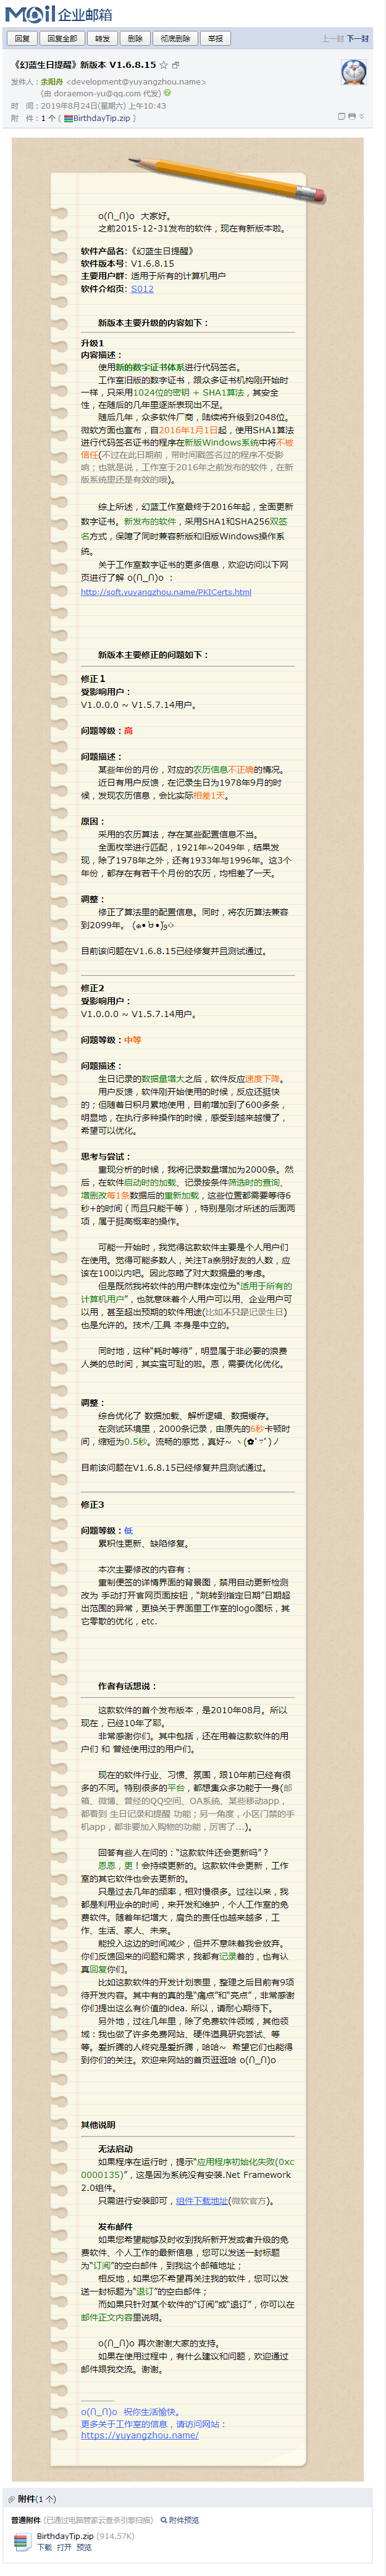 Mail 企业邮箱
回复 回复全部 转发 删除 彻底删除 举报 上一封 下一封
《幻蓝生日提醒》新版本 V1.6.8.15
发件人：余阳舟 <development@yuyangzhou.name>
(由 doraemon-yu@qq.com 代发)
时 间：2019年8月24日(星期六) 上午10:43
附 件：1 个 ( BirthdayTip.zip )
o(∩_∩)o 大家好。
之前2015-12-31发布的软件，现在有新版本啦。
软件产品名:《幻蓝生日提醒》
软件版本号: V1.6.8.15
主要用户群: 适用于所有的计算机用户
软件介绍页: S012
新版本主要升级的内容如下：
升级1
内容描述：
使用新的数字证书体系进行代码签名。
工作室旧版的数字证书，跟众多证书机构刚开始时
一样，只采用1024位的密钥 + SHA1算法，其安全
性，在随后的几年里逐渐表现出不足。
随后几年，众多软件厂商，陆续将升级到2048位。
微软方面也宣布，自2016年1月1日起，使用SHA1算法
进行代码签名证书的程序在新版Windows系统中将不被
信任(不过在此日期前，带时间戳签名过的程序不受影
响；也就是说，工作室于2016年之前发布的软件，在新
版系统里还是有效的哦)。
综上所述，幻蓝工作室最终于2016年起，全面更新
数字证书。新发布的软件，采用SHA1和SHA256双签
名方式，保障了同时兼容新版和旧版Windows操作系
统。
关于工作室数字证书的更多信息，欢迎访问以下网
页进行了解 o(∩_∩)o ：
http://soft.yuyangzhou.name/PKICerts.html
新版本主要修正的问题如下：
修正１
受影响用户：
V1.0.0.0 ~ V1.5.7.14用户。
问题等级：高
问题描述：
某些年份的月份，对应的农历信息不正确的情况。
近日有用户反馈，在记录生日为1978年9月的时
候，发现农历信息，会比实际相差1天。
原因：
采用的农历算法，存在某些配置信息不当。
全面枚举进行匹配，1921年~2049年，结果发
现，除了1978年之外，还有1933年与1996年。这3个
年份，都存在有若干个月份的农历，均相差了一天。
调整：
修正了算法里的配置信息。同时，将农历算法兼容
到2099年。 (๑•̀ㅂ•́)و✧
目前该问题在V1.6.8.15已经修复并且测试通过。
修正2
受影响用户：
V1.0.0.0 ~ V1.5.7.14用户。
问题等级：中等
问题描述：
生日记录的数据量增大之后，软件反应速度下降。
用户反馈，软件刚开始使用的时候，反应还挺快
的；但随着日积月累地使用，目前增加到了600多条，
明显地，在执行多种操作的时候，感受到越来越慢了，
希望可以优化。
思考与尝试：
重现分析的时候，我将记录数量增加为2000条。然
后，在软件启动时的加载、记录按条件筛选时的查询、
增删改每1条数据后的重新加载，这些位置都需要等待6
秒+的时间（而且只能干等），特别是刚才所述的后面两
项，属于挺高概率的操作。
可能一开始时，我觉得这款软件主要是个人用户们
在使用。觉得可能多数人，关注Ta亲朋好友的人数，应
该在100以内吧。因此忽略了对大数据量的考虑。
但是既然我将软件的用户群体定位为“适用于所有的
计算机用户”，也就意味着个人用户可以用、企业用户可
以用，甚至超出预期的软件用途(比如不只是记录生日)
也是允许的。技术/工具 本身是中立的。
同时地，这种“耗时等待”，明显属于非必要的浪费
人类的总时间，其实蛮可耻的啦。恩，需要优化优化。
调整：
综合优化了 数据加载、解析逻辑、数据缓存。
在测试环境里，2000条记录，由原先的6秒卡顿时
间，缩短为0.5秒。流畅的感觉，真好~ ヽ(✿ﾟ▽ﾟ)ノ
目前该问题在V1.6.8.15已经修复并且测试通过。
修正3
问题等级：低
累积性更新、缺陷修复。
本次主要修改的内容有：
重制便签的详情界面的背景图，禁用自动更新检测
改为 手动打开官网页面按钮，“跳转到指定日期”日期超
出范围的异常，更换关于界面里工作室的logo图标，其
它零散的优化，etc.
作者有话想说：
这款软件的首个发布版本，是2010年08月。所以
现在，已经10年了耶。
非常感谢你们。其中包括，还在用着这款软件的用
户们 和 曾经使用过的用户们。
现在的软件行业、习惯、氛围，跟10年前已经有很
多的不同。特别很多的平台，都想集众多功能于一身(邮
箱、微博、曾经的QQ空间、OA系统、某些移动app，
都看到 生日记录和提醒 功能；另一角度，小区门禁的手
机app，都非要加入购物的功能，厉害了...)。
回答有些人在问的：“这款软件还会更新吗”？
恩恩，更！会持续更新的。这款软件会更新，工作
室的其它软件也会去更新的。
只是过去几年的频率，相对慢很多。过往以来，我
都是利用业余的时间，来开发和维护，个人工作室的免
费软件。随着年纪增大，肩负的责任也越来越多，工
作、生活、家人、未来。
能投入这边的时间减少，但并不意味着我会放弃。
你们反馈回来的问题和需求，我都有记录着的，也有认
真回复你们。
比如这款软件的开发计划表里，整理之后目前有9项
待开发内容。其中有的真的是“痛点”和“亮点”，非常感谢
你们提出这么有价值的idea. 所以，请耐心期待下。
另外地，过往几年里，除了免费软件领域，其他领
域：我也做了许多免费网站、硬件道具研究尝试、等
等。爱折腾的人终究是爱折腾，哈哈~ 希望它们也能得
到你们的关注。欢迎来网站的首页逛逛哈 o(∩_∩)o
其他说明
无法启动
如果程序在运行时，提示“应用程序初始化失败(0xc
0000135)”，这是因为系统没有安装.Net Framework
2.0组件。
只需进行安装即可，组件下载地址(微软官方)。
发布邮件
如果您希望能够及时收到我所新开发或者升级的免
费软件、个人工作的最新信息，您可以发送一封标题
为“订阅”的空白邮件，到我这个邮箱地址；
相反地，如果您不希望再关注我的软件，您可以发
送一封标题为“退订”的空白邮件；
而如果只针对某个软件的“订阅”或“退订”，你可以在
邮件正文内容里说明。
o(∩_∩)o 再次谢谢大家的支持。
如果在使用过程中，有什么建议和问题，欢迎通过
邮件跟我交流。谢谢。
o(∩_∩)o 祝你生活愉快。
更多关于工作室的信息，请访问网站：
https://yuyangzhou.name/
附件(1 个)
普通附件 (已通过电脑管家云查杀引擎扫描) 附件预览
BirthdayTip.zip (914.57K)
下载 打开 预览